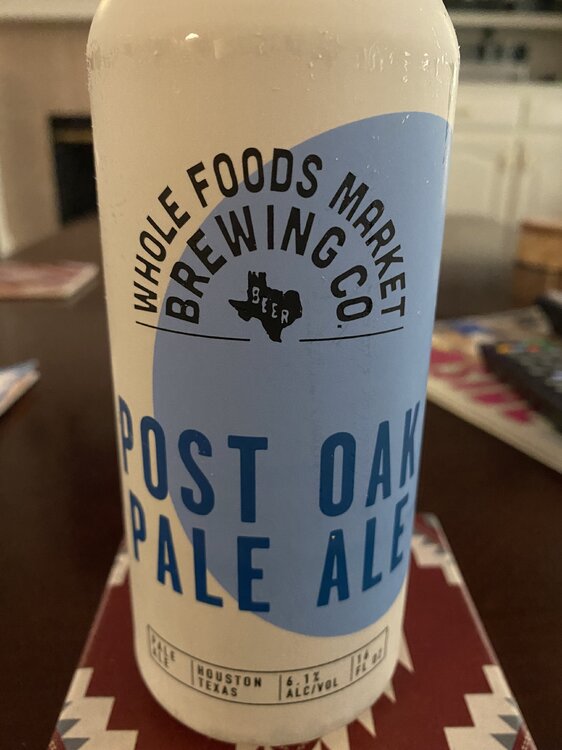 WHOLE FOODS MARKET
BREWING CO.
BEER
POST OAK
PALE ALE
PALE
ALE
HOUSTON
TEXAS
6.1%
ALC/VOL
16
FL OZ